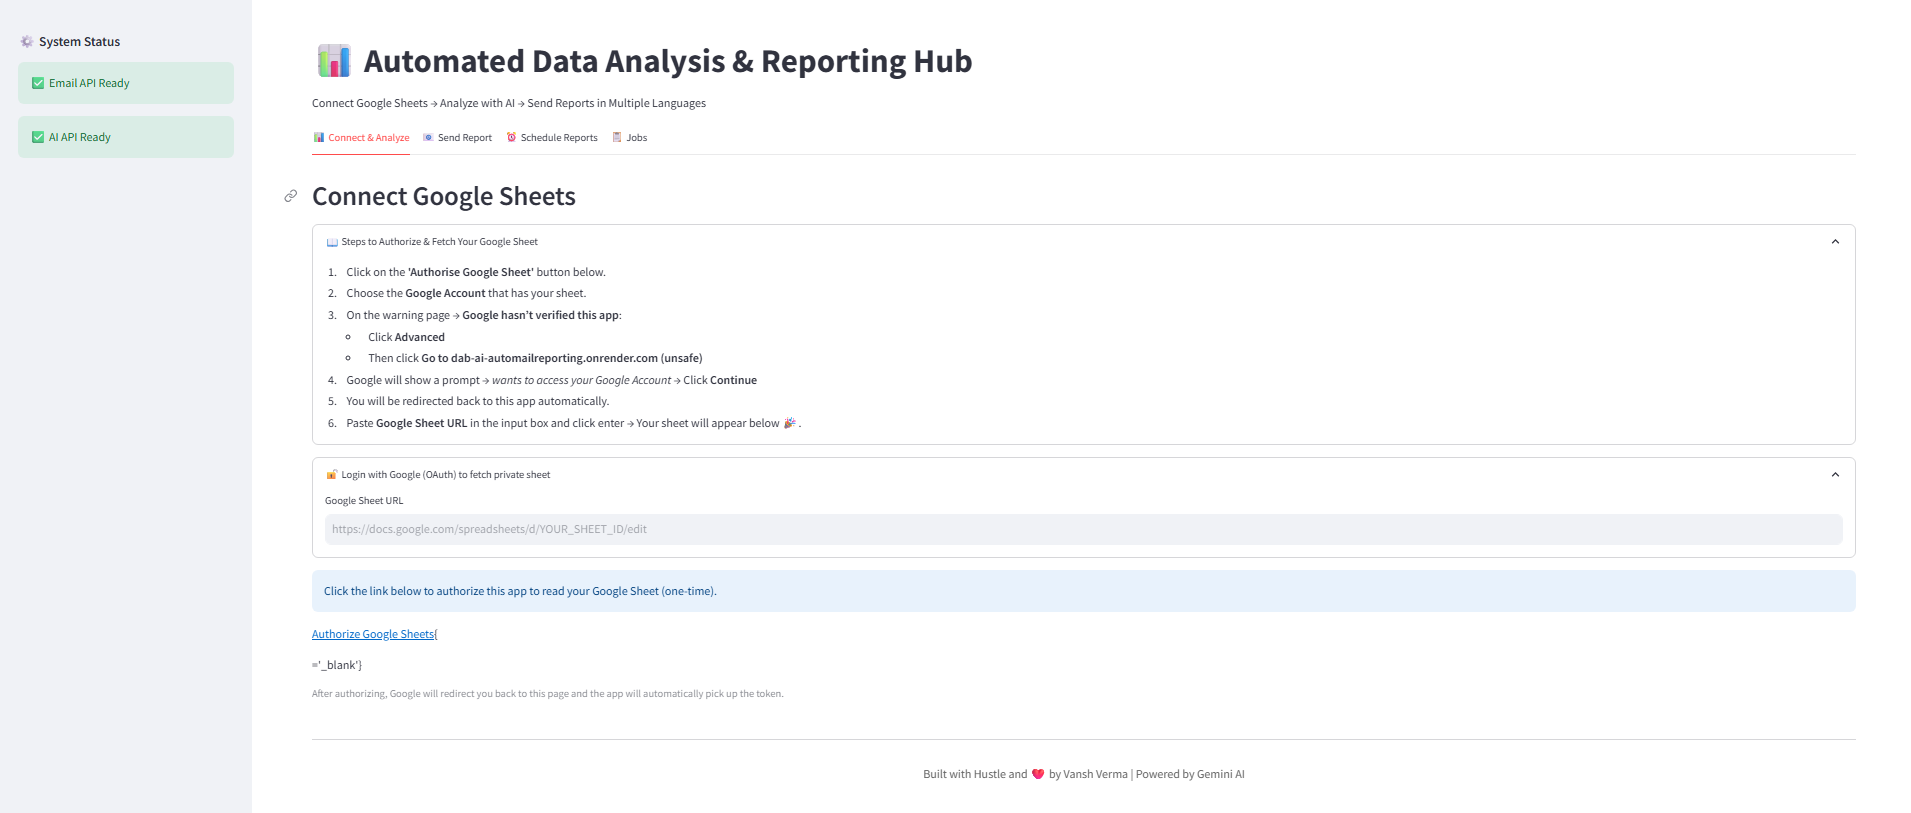 System Status
Email API Ready
AI API Ready
Automated Data Analysis & Reporting Hub
Connect Google Sheets → Analyze with AI → Send Reports in Multiple Languages
Connect & Analyze
Send Report
Schedule Reports
Jobs
Connect Google Sheets
Steps to Authorize & Fetch Your Google Sheet
1. Click on the 'Authorise Google Sheet' button below.
2. Choose the Google Account that has your sheet.
3. On the warning page → Google hasn't verified this app:
Click Advanced
Then click Go to dab-ai-automailreporting.onrender.com (unsafe)
4. Google will show a prompt → wants to access your Google Account → Click Continue
5. You will be redirected back to this app automatically.
6. Paste Google Sheet URL in the input box and click enter → Your sheet will appear below 🎉 .
Login with Google (OAuth) to fetch private sheet
Google Sheet URL
https://docs.google.com/spreadsheets/d/YOUR_SHEET_ID/edit
Click the link below to authorize this app to read your Google Sheet (one-time).
Authorize Google Sheets{
='_blank'}
After authorizing, Google will redirect you back to this page and the app will automatically pick up the token.
Built with Hustle and ❤️ by Vansh Verma | Powered by Gemini AI